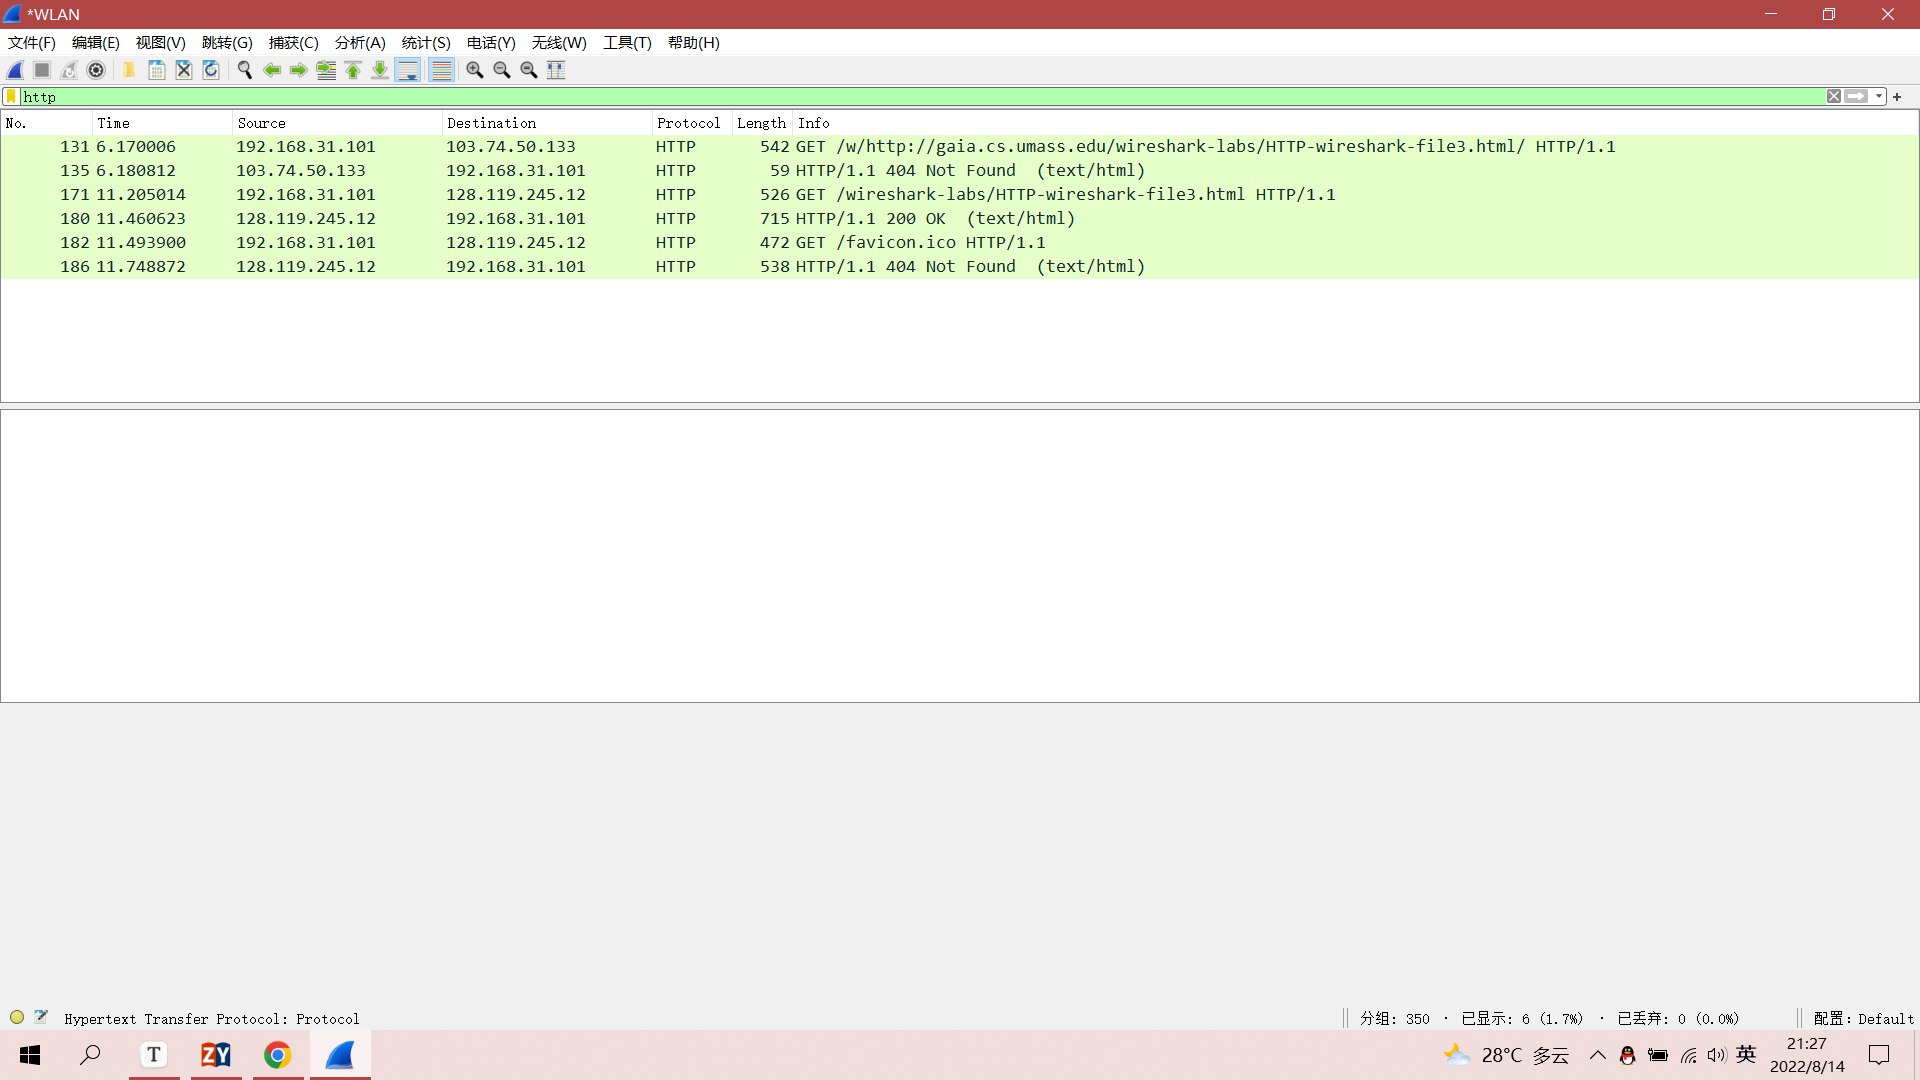 *WLAN
文件(F) 编辑(E) 视图(V) 跳转(G) 捕获(C) 分析(A) 统计(S) 电话(Y) 无线(W) 工具(T) 帮助(H)
http
No. Time Source Destination Protocol Length Info
131 6.170006 192.168.31.101 103.74.50.133 HTTP 542 GET /w/http://gaia.cs.umass.edu/wireshark-labs/HTTP-wireshark-file3.html/ HTTP/1.1
135 6.180812 103.74.50.133 192.168.31.101 HTTP 59 HTTP/1.1 404 Not Found (text/html)
171 11.205014 192.168.31.101 128.119.245.12 HTTP 526 GET /wireshark-labs/HTTP-wireshark-file3.html HTTP/1.1
180 11.460623 128.119.245.12 192.168.31.101 HTTP 715 HTTP/1.1 200 OK (text/html)
182 11.493900 192.168.31.101 128.119.245.12 HTTP 472 GET /favicon.ico HTTP/1.1
186 11.748872 128.119.245.12 192.168.31.101 HTTP 538 HTTP/1.1 404 Not Found (text/html)
Hypertext Transfer Protocol: Protocol 分组: 350 · 已显示: 6 (1.7%) · 已丢弃: 0 (0.0%) 配置: Default
T ZY 28°C 多云 英 21:27
2022/8/14